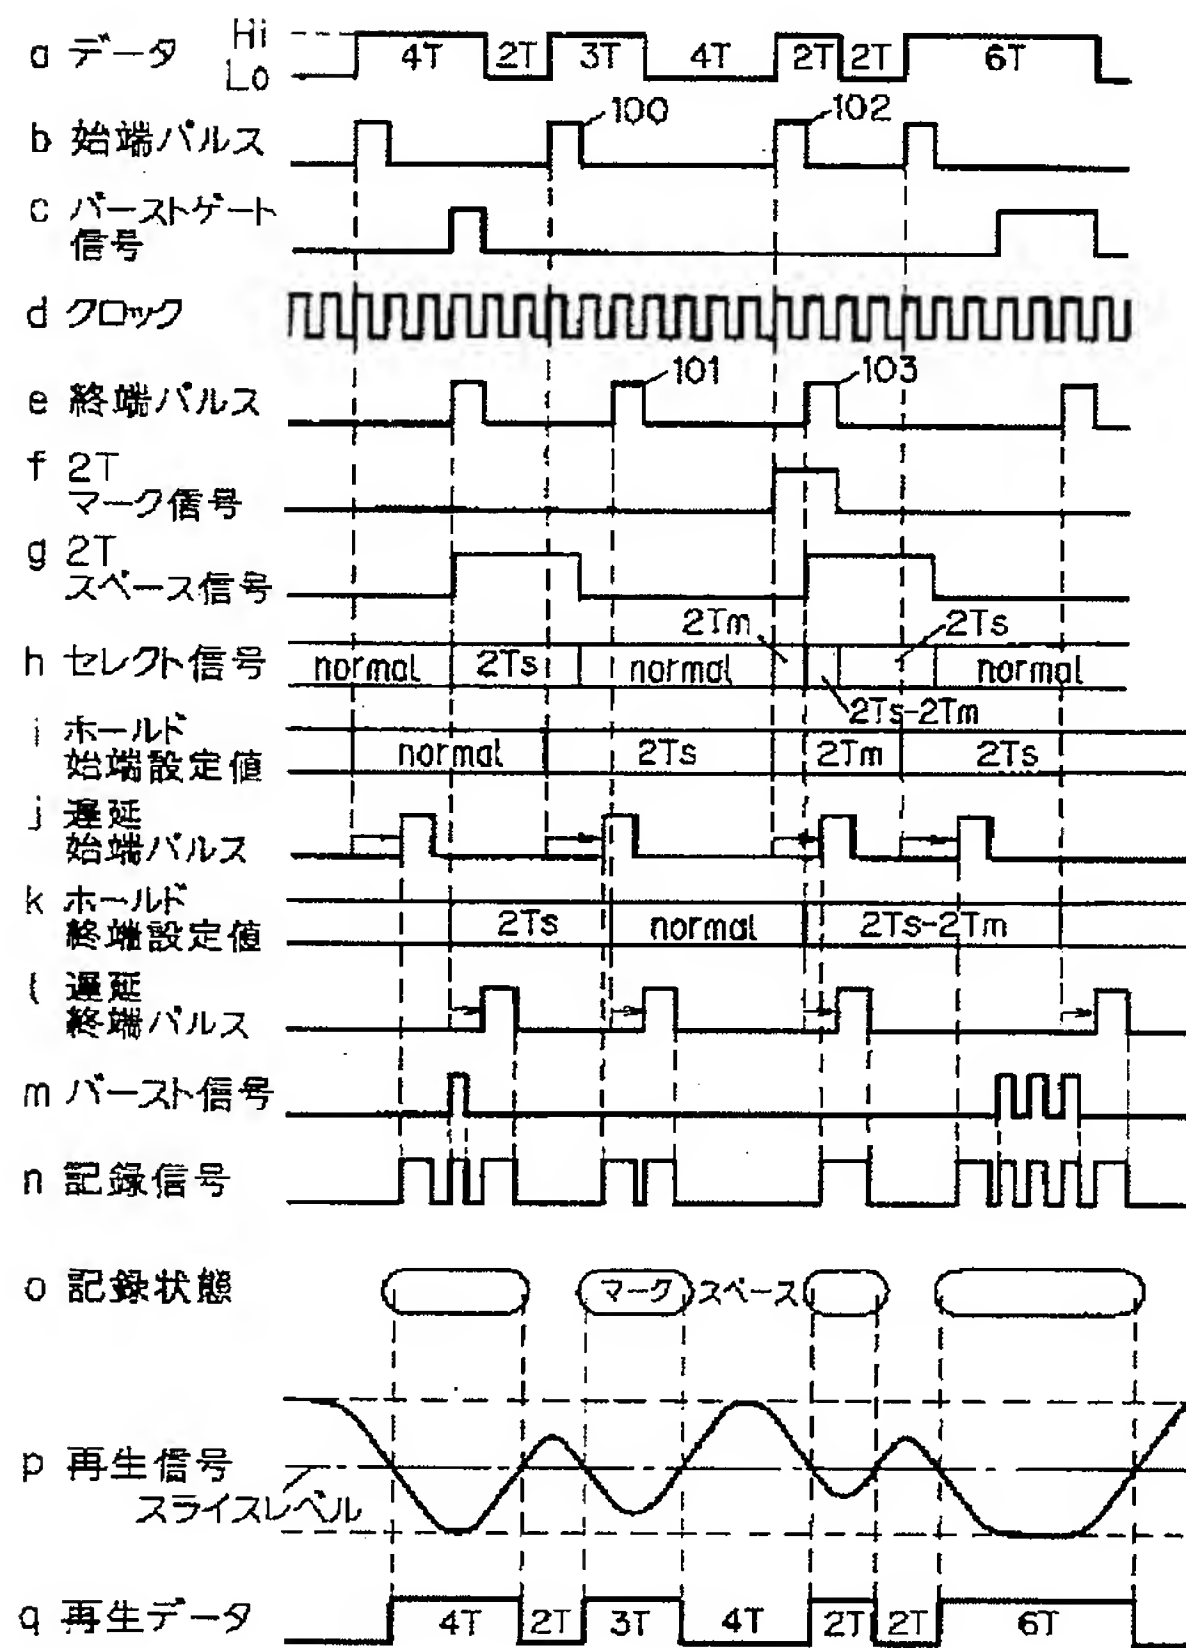 a データ Hi Lo 4T 2T 3T 4T 2T 2T 6T
b 始端パルス 100 102
c バーストゲート
信号
d クロック
e 終端パルス 101 103
f 2T
マーク信号
g 2T
スペース信号
2Tm 2Ts
h セレクト信号 normal 2Ts normal normal
2Ts-2Tm
i ホールド
始端設定値 normal 2Ts 2Tm 2Ts
j 遅延
始端パルス
k ホールド
終端設定値 2Ts normal 2Ts-2Tm
l 遅延
終端パルス
m バースト信号
n 記録信号
o 記録状態 マーク スペース
p 再生信号
スライスレベル
q 再生データ 4T 2T 3T 4T 2T 2T 6T